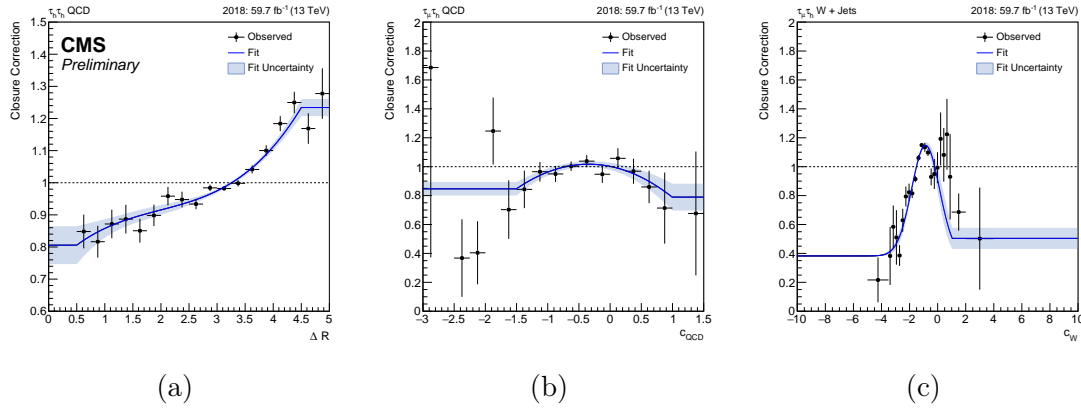 τhτh QCD 2018: 59.7 fb⁻¹ (13 TeV)
CMS
Preliminary
Observed
Fit
Fit Uncertainty
Closure Correction
1.5
1.4
1.3
1.2
1.1
1
0.9
0.8
0.7
0.6
0 0.5 1 1.5 2 2.5 3 3.5 4 4.5 5
Δ R
(a)
τμτh QCD 2018: 59.7 fb⁻¹ (13 TeV)
Observed
Fit
Fit Uncertainty
Closure Correction
2
1.8
1.6
1.4
1.2
1
0.8
0.6
0.4
0.2
0
−3 −2.5 −2 −1.5 −1 −0.5 0 0.5 1 1.5
cQCD
(b)
τμτh W + Jets 2018: 59.7 fb⁻¹ (13 TeV)
Observed
Fit
Fit Uncertainty
Closure Correction
2
1.8
1.6
1.4
1.2
1
0.8
0.6
0.4
0.2
0
−10 −8 −6 −4 −2 0 2 4 6 8 10
cW
(c)